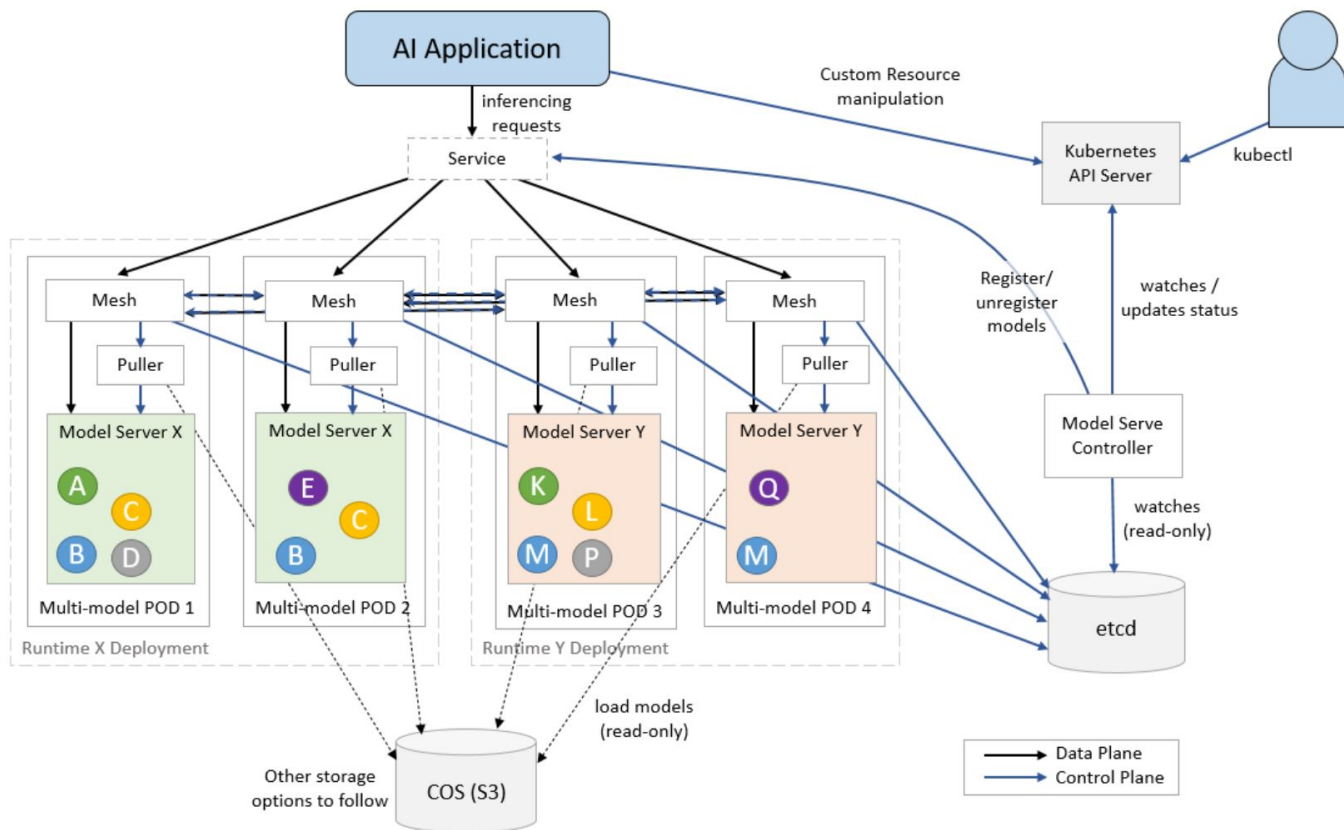 AI Application
inferencing
requests
Custom Resource
manipulation
Service
Kubernetes
API Server
kubectl
Mesh
Mesh
Mesh
Mesh
Register/
unregister
models
watches /
updates status
Puller
Puller
Puller
Puller
Model Server X
Model Server X
Model Server Y
Model Server Y
Model Serve
Controller
A
C
B
D
E
C
B
K
L
M
P
Q
M
watches
(read-only)
Multi-model POD 1
Multi-model POD 2
Multi-model POD 3
Multi-model POD 4
etcd
Runtime X Deployment
Runtime Y Deployment
load models
(read-only)
Other storage
options to follow
COS (S3)
Data Plane
Control Plane